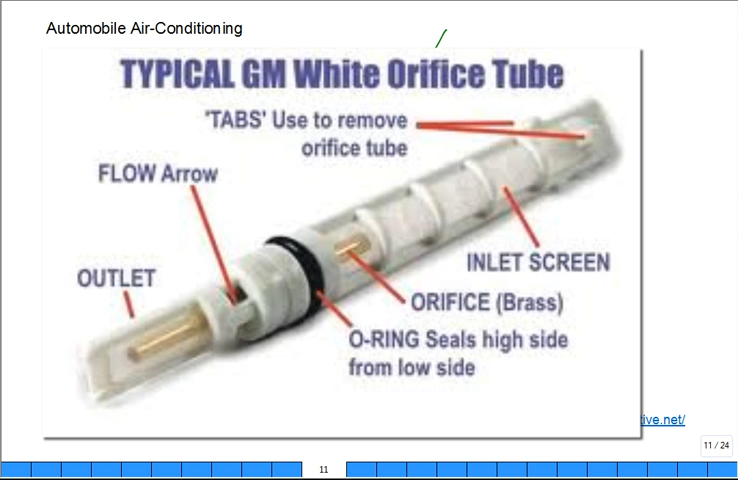 Automobile Air-Conditioning
TYPICAL GM White Orifice Tube
'TABS' Use to remove
orifice tube
FLOW Arrow
INLET SCREEN
OUTLET
ORIFICE (Brass)
O-RING Seals high side
from low side
tive.net/
11 / 24
11